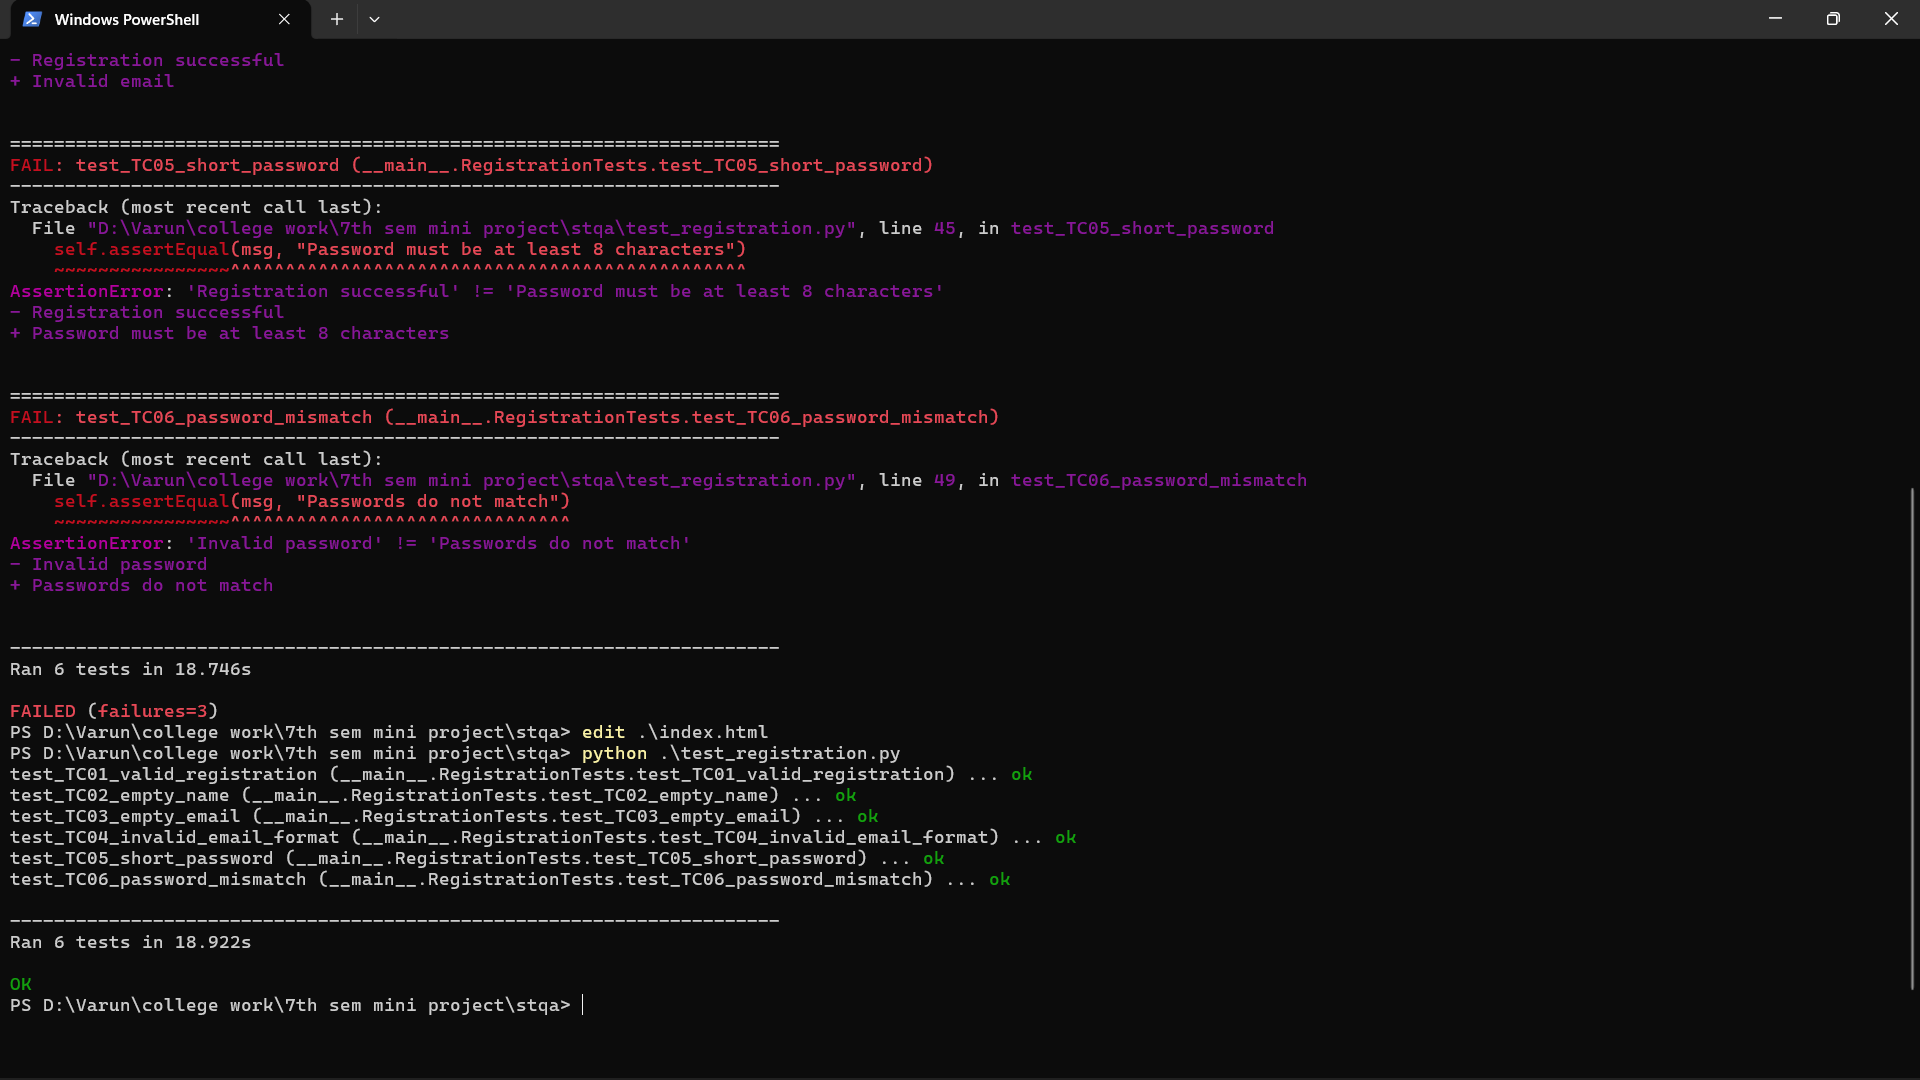 Windows PowerShell
- Registration successful
+ Invalid email
======================================================================
FAIL: test_TC05_short_password (__main__.RegistrationTests.test_TC05_short_password)
----------------------------------------------------------------------
Traceback (most recent call last):
  File "D:\Varun\college work\7th sem mini project\stqa\test_registration.py", line 45, in test_TC05_short_password
    self.assertEqual(msg, "Password must be at least 8 characters")
    ~~~~~~~~~~~~~~~~^^^^^^^^^^^^^^^^^^^^^^^^^^^^^^^^^^^^^^^^^^^^^^^
AssertionError: 'Registration successful' != 'Password must be at least 8 characters'
- Registration successful
+ Password must be at least 8 characters
======================================================================
FAIL: test_TC06_password_mismatch (__main__.RegistrationTests.test_TC06_password_mismatch)
----------------------------------------------------------------------
Traceback (most recent call last):
  File "D:\Varun\college work\7th sem mini project\stqa\test_registration.py", line 49, in test_TC06_password_mismatch
    self.assertEqual(msg, "Passwords do not match")
    ~~~~~~~~~~~~~~~~^^^^^^^^^^^^^^^^^^^^^^^^^^^^^^^
AssertionError: 'Invalid password' != 'Passwords do not match'
- Invalid password
+ Passwords do not match
----------------------------------------------------------------------
Ran 6 tests in 18.746s
FAILED (failures=3)
PS D:\Varun\college work\7th sem mini project\stqa> edit .\index.html
PS D:\Varun\college work\7th sem mini project\stqa> python .\test_registration.py
test_TC01_valid_registration (__main__.RegistrationTests.test_TC01_valid_registration) ... ok
test_TC02_empty_name (__main__.RegistrationTests.test_TC02_empty_name) ... ok
test_TC03_empty_email (__main__.RegistrationTests.test_TC03_empty_email) ... ok
test_TC04_invalid_email_format (__main__.RegistrationTests.test_TC04_invalid_email_format) ... ok
test_TC05_short_password (__main__.RegistrationTests.test_TC05_short_password) ... ok
test_TC06_password_mismatch (__main__.RegistrationTests.test_TC06_password_mismatch) ... ok
----------------------------------------------------------------------
Ran 6 tests in 18.922s
OK
PS D:\Varun\college work\7th sem mini project\stqa>